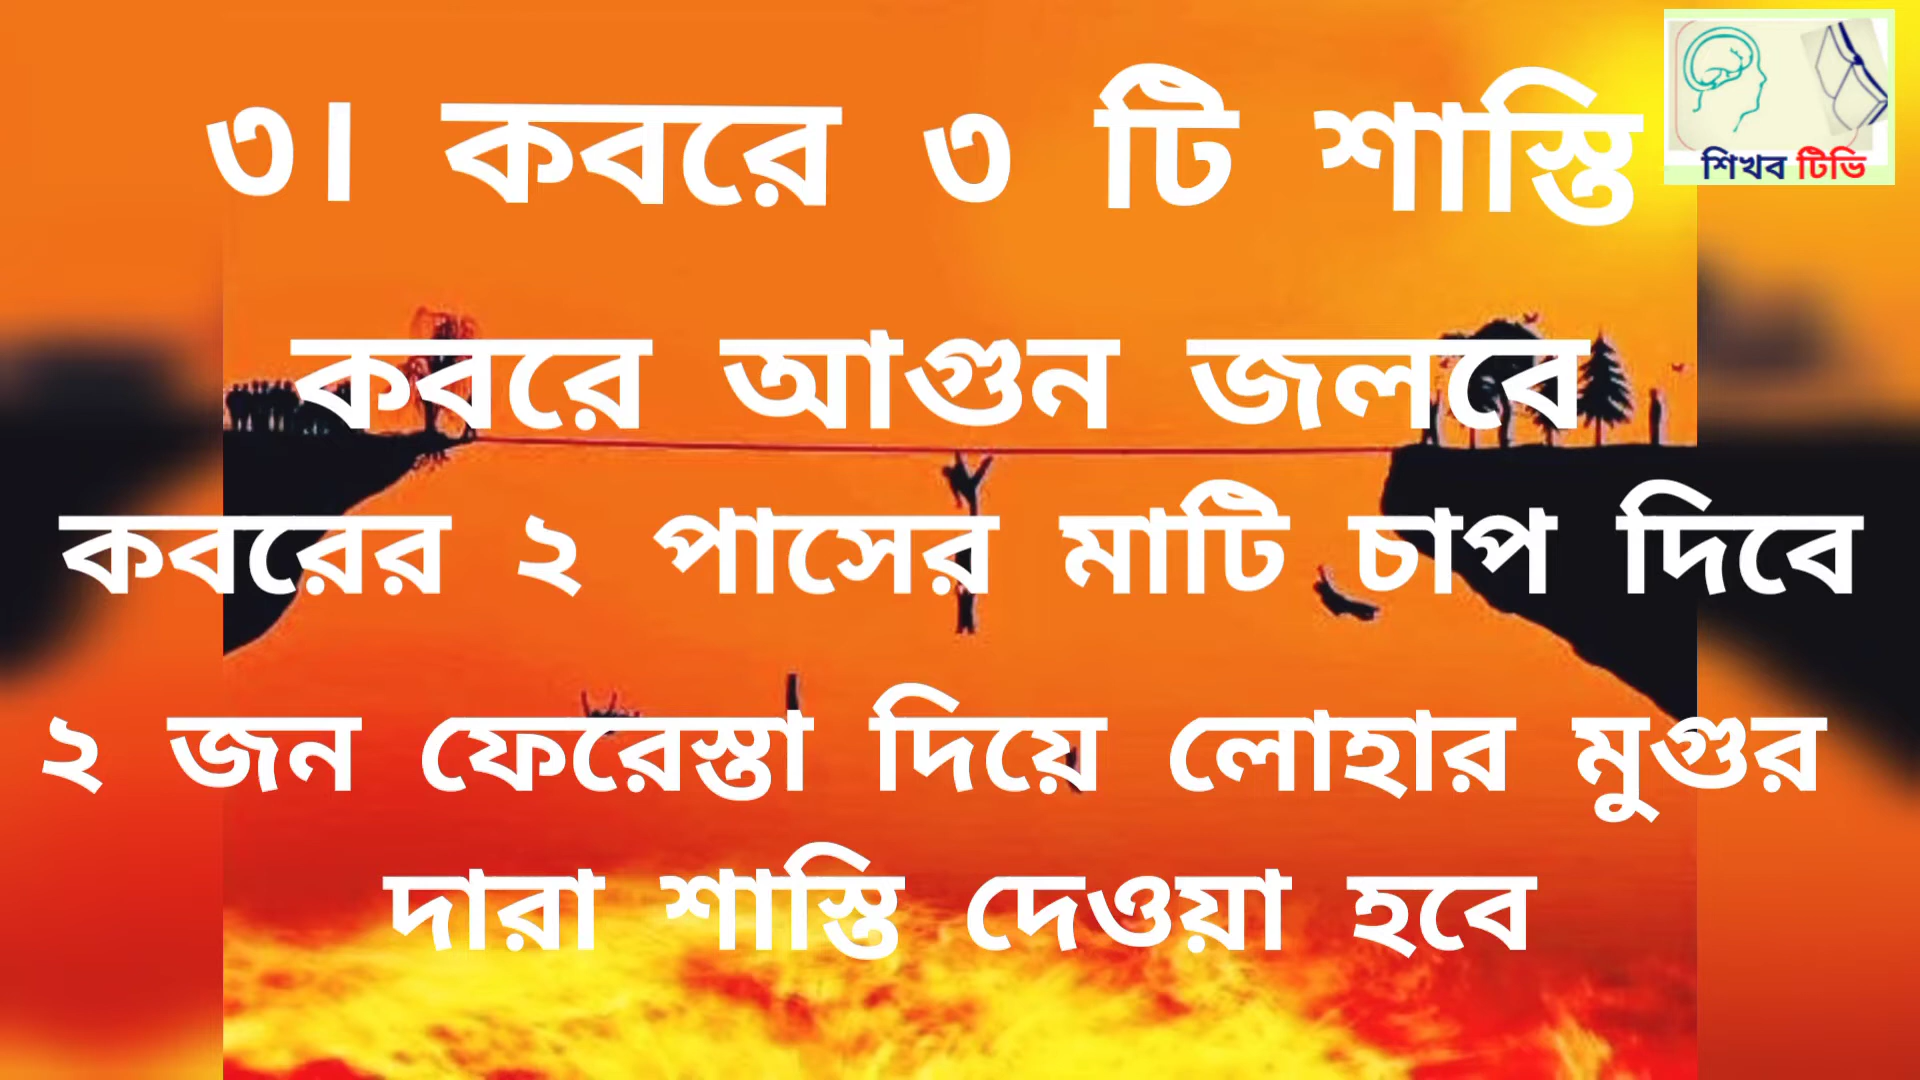 ৩। কবরে ৩ টি শাস্তি
শিখব টিভি
কবরে আগুন জলবে
কবরের ২ পাসের মাটি চাপ দিবে
২ জন ফেরেস্তা দিয়ে লোহার মুগুর
দারা শাস্তি দেওয়া হবে